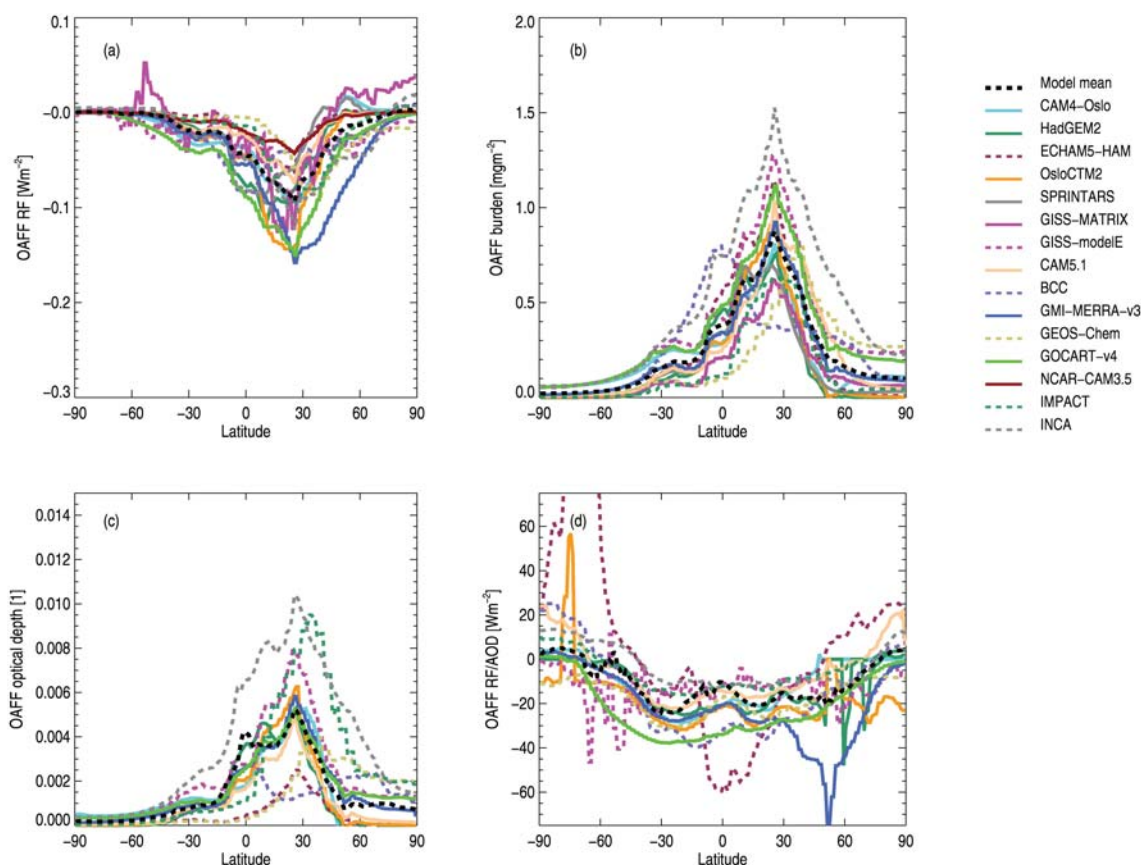 (a)
0.1
-0.0
-0.1
-0.2
-0.3
OAFF RF [Wm⁻²]
-90 -60 -30 0 30 60 90
Latitude
(b)
2.0
1.5
1.0
0.5
0.0
OAFF burden [mgm⁻²]
-90 -60 -30 0 30 60 90
Latitude
Model mean
CAM4-Oslo
HadGEM2
ECHAM5-HAM
OsloCTM2
SPRINTARS
GISS-MATRIX
GISS-modelE
CAM5.1
BCC
GMI-MERRA-v3
GEOS-Chem
GOCART-v4
NCAR-CAM3.5
IMPACT
INCA
(c)
0.014
0.012
0.010
0.008
0.006
0.004
0.002
0.000
OAFF optical depth [1]
-90 -60 -30 0 30 60 90
Latitude
(d)
60
40
20
0
-20
-40
-60
OAFF RF/AOD [Wm⁻²]
-90 -60 -30 0 30 60 90
Latitude